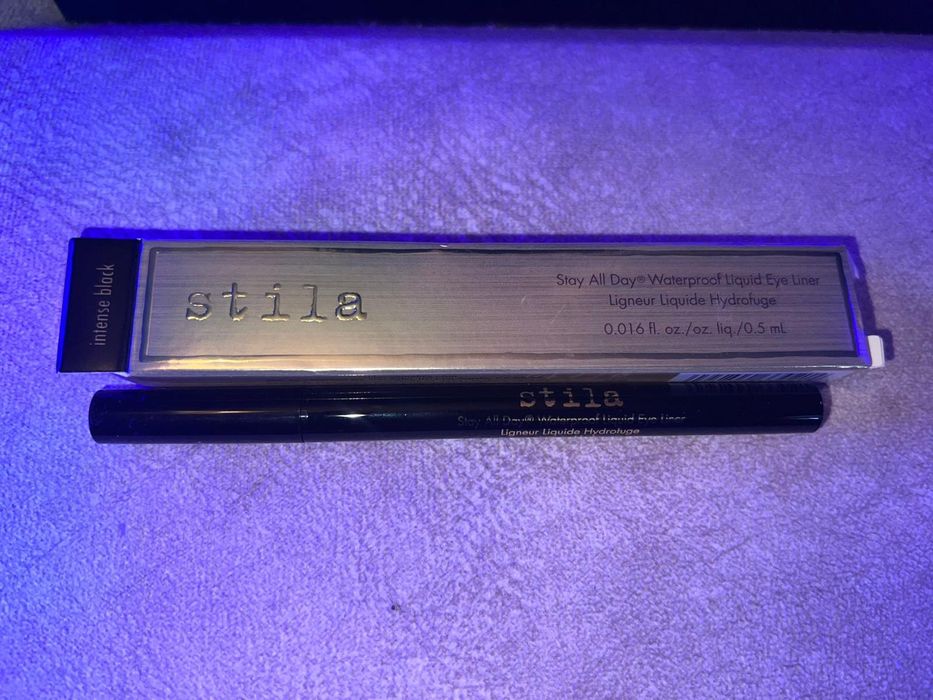 intense black
stila
Stay All Day® Waterproof Liquid Eye Liner
Ligneur Liquide Hydrofuge
0.016 fl. oz./oz. liq./0.5 mL
stila
Stay All Day® Waterproof Liquid Eye Liner
Ligneur Liquide Hydrofuge